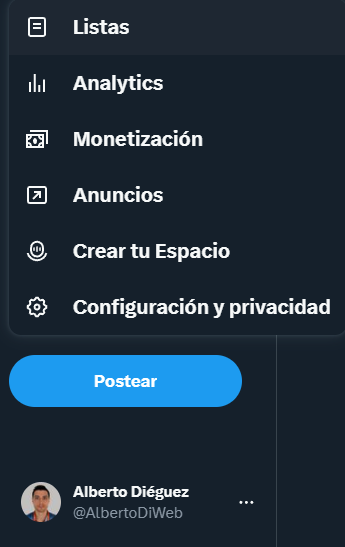 Listas
Analytics
Monetización
Anuncios
Crear tu Espacio
Configuración y privacidad
Postear
Alberto Diéguez
@AlbertoDiWeb